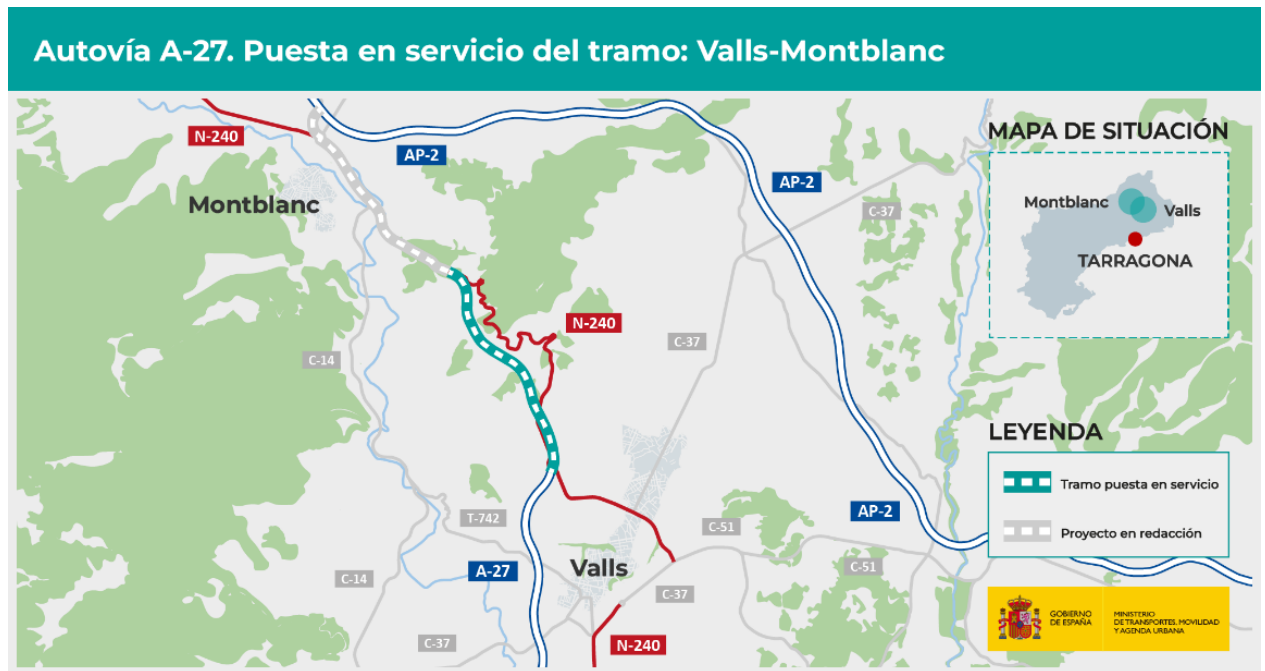 Autovía A-27. Puesta en servicio del tramo: Valls-Montblanc
N-240
AP-2
Montblanc
AP-2
C-37
N-240
C-37
C-14
T-742
A-27
Valls
C-51
AP-2
C-51
C-14
C-37
C-37
N-240
MAPA DE SITUACIÓN
Montblanc
Valls
TARRAGONA
LEYENDA
Tramo puesta en servicio
Proyecto en redacción
GOBIERNO
DE ESPAÑA
MINISTERIO
DE TRANSPORTES, MOVILIDAD
Y AGENDA URBANA